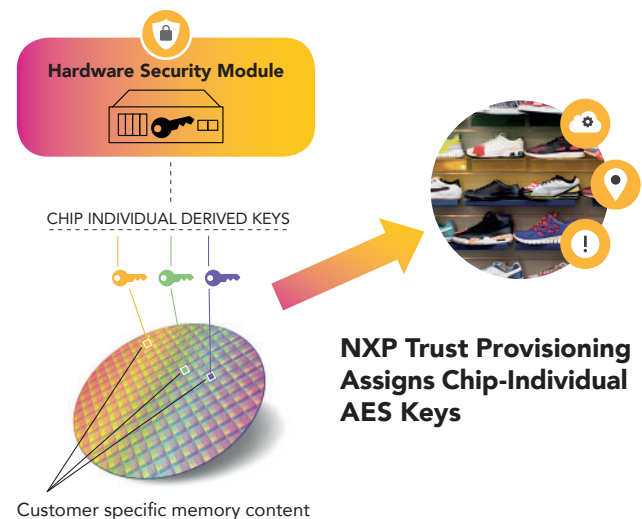 Hardware Security Module
CHIP INDIVIDUAL DERIVED KEYS
NXP Trust Provisioning
Assigns Chip-Individual
AES Keys
Customer specific memory content